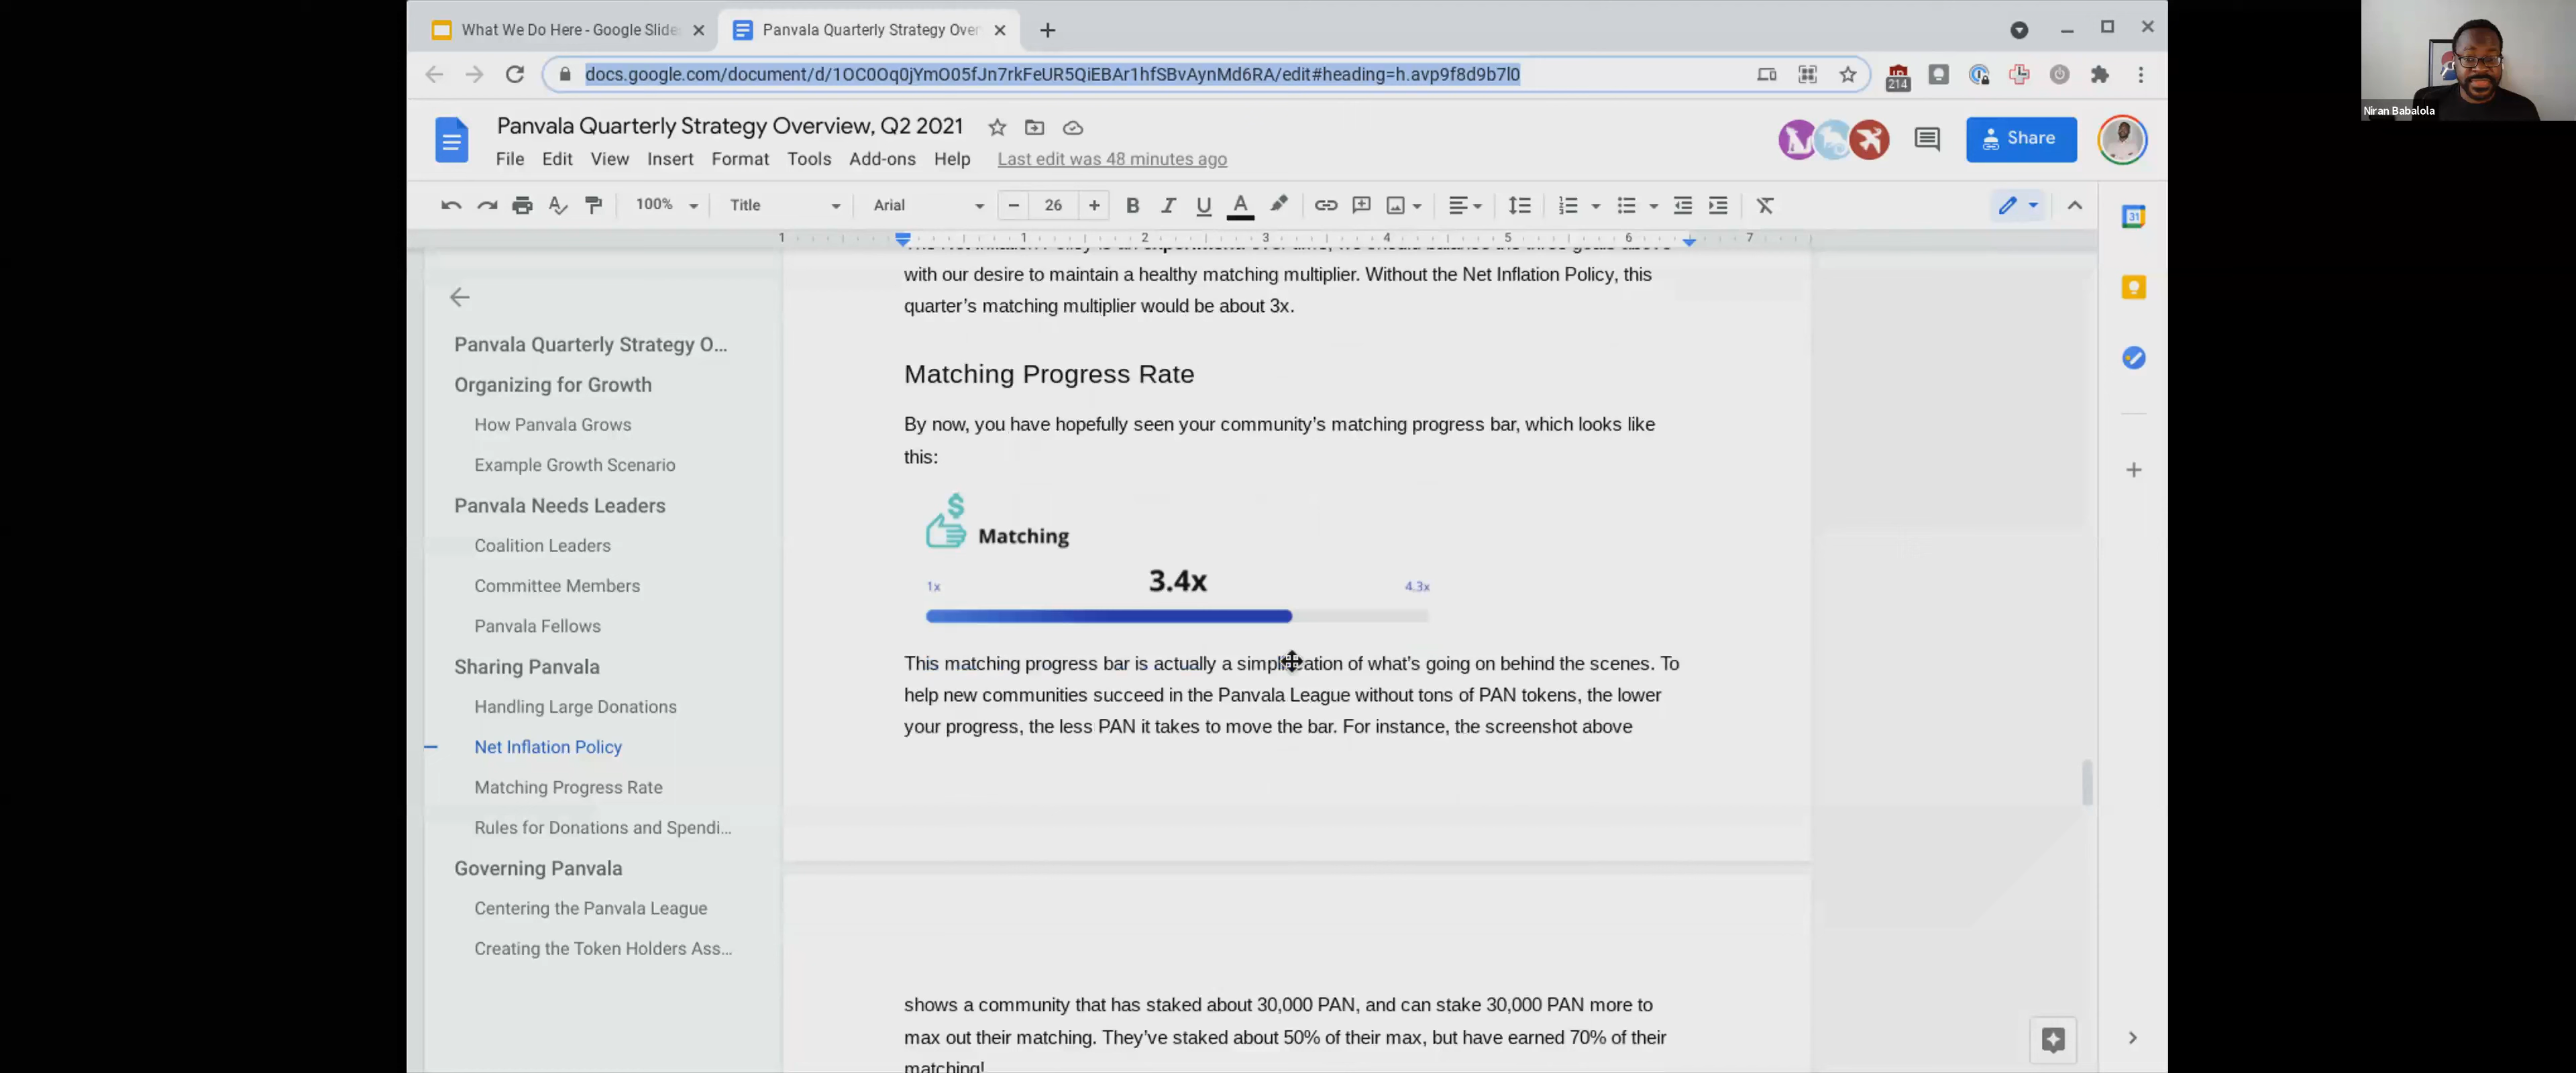 What We Do Here - Google Slide
Panvala Quarterly Strategy Over
docs.google.com/document/d/1OC0Oq0jYmO05fJn7rkFeUR5QiEBAr1hfSBvAynMd6RA/edit#heading=h.avp9f8d9b7l0
214
Niran Babalola
Panvala Quarterly Strategy Overview, Q2 2021
File Edit View Insert Format Tools Add-ons Help Last edit was 48 minutes ago
Share
100% Title Arial 26
1 1 2 3 4 5 6 7
31
Panvala Quarterly Strategy O...
Organizing for Growth
How Panvala Grows
Example Growth Scenario
Panvala Needs Leaders
Coalition Leaders
Committee Members
Panvala Fellows
Sharing Panvala
Handling Large Donations
Net Inflation Policy
Matching Progress Rate
Rules for Donations and Spendi...
Governing Panvala
Centering the Panvala League
Creating the Token Holders Ass...
with our desire to maintain a healthy matching multiplier. Without the Net Inflation Policy, this
quarter's matching multiplier would be about 3x.
Matching Progress Rate
By now, you have hopefully seen your community's matching progress bar, which looks like
this:
$
Matching
1x 3.4x 4.3x
This matching progress bar is actually a simplification of what's going on behind the scenes. To
help new communities succeed in the Panvala League without tons of PAN tokens, the lower
your progress, the less PAN it takes to move the bar. For instance, the screenshot above
shows a community that has staked about 30,000 PAN, and can stake 30,000 PAN more to
max out their matching. They've staked about 50% of their max, but have earned 70% of their
matching!